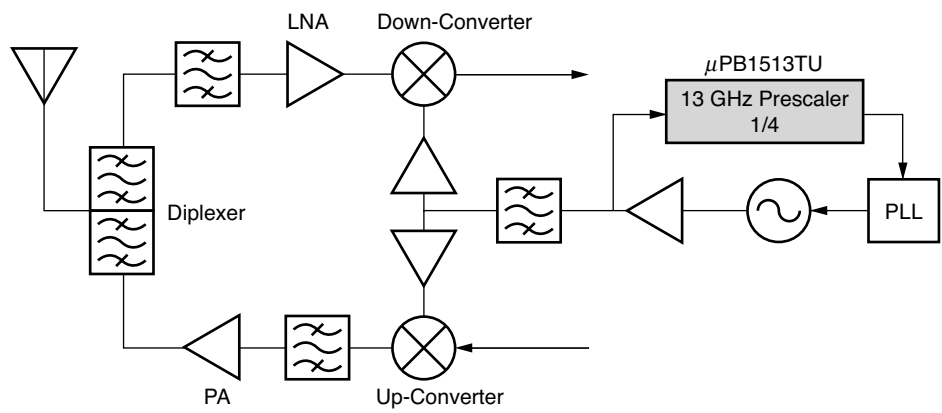 LNA
Down-Converter
μPB1513TU
13 GHz Prescaler
1/4
Diplexer
PLL
PA
Up-Converter